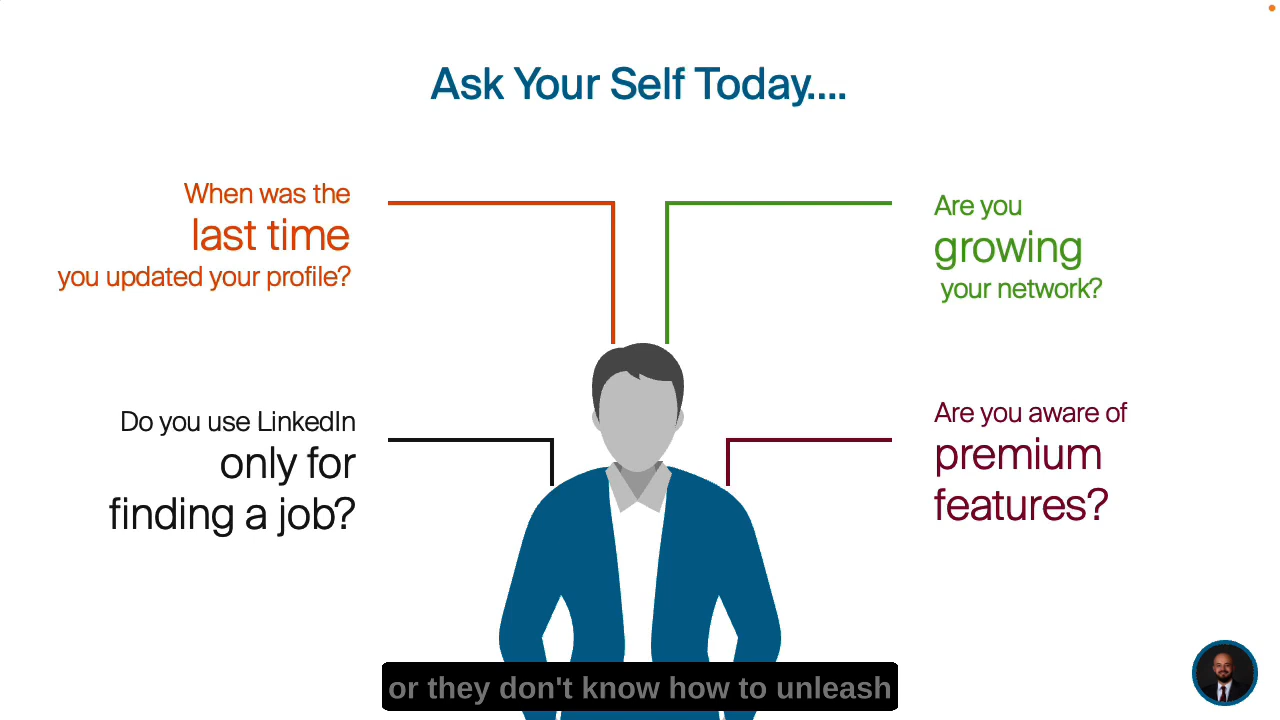 Ask Your Self Today....
When was the
last time
you updated your profile?
Are you
growing
your network?
Do you use LinkedIn
only for
finding a job?
Are you aware of
premium
features?
or they don't know how to unleash